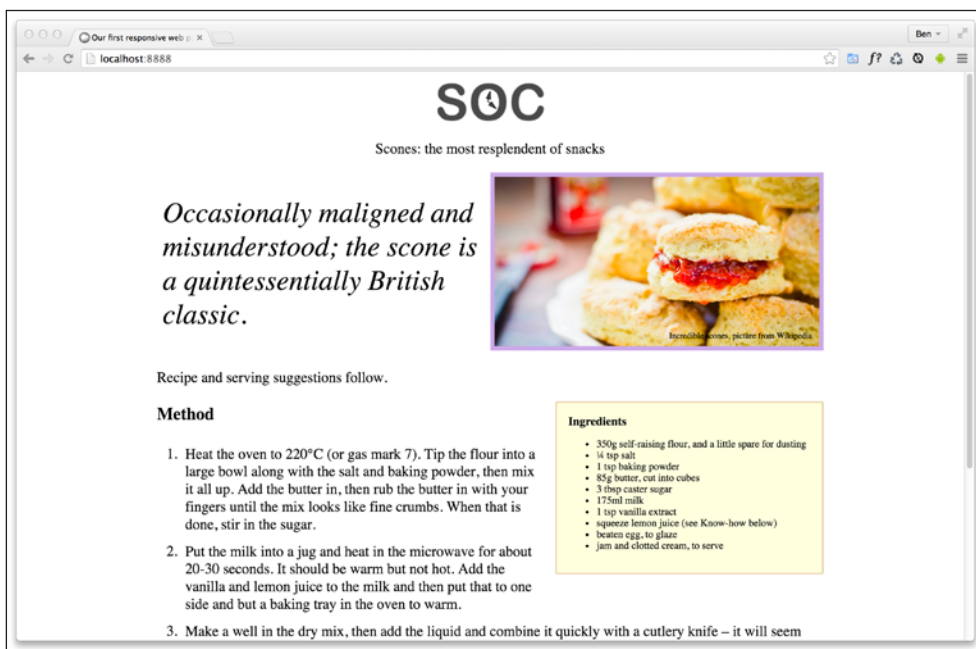 Our first responsive web p
Ben
localhost:8888
f?
SOC
Scones: the most resplendent of snacks
Occasionally maligned and
misunderstood; the scone is
a quintessentially British
classic.
Incredible scones, picture from Wikipedia
Recipe and serving suggestions follow.
Method
1. Heat the oven to 220°C (or gas mark 7). Tip the flour into a
large bowl along with the salt and baking powder, then mix
it all up. Add the butter in, then rub the butter in with your
fingers until the mix looks like fine crumbs. When that is
done, stir in the sugar.
2. Put the milk into a jug and heat in the microwave for about
20-30 seconds. It should be warm but not hot. Add the
vanilla and lemon juice to the milk and then put that to one
side and but a baking tray in the oven to warm.
Ingredients
• 350g self-raising flour, and a little spare for dusting
• ¼ tsp salt
• 1 tsp baking powder
• 85g butter, cut into cubes
• 3 tbsp caster sugar
• 175ml milk
• 1 tsp vanilla extract
• squeeze lemon juice (see Know-how below)
• beaten egg, to glaze
• jam and clotted cream, to serve
3. Make a well in the dry mix, then add the liquid and combine it quickly with a cutlery knife – it will seem